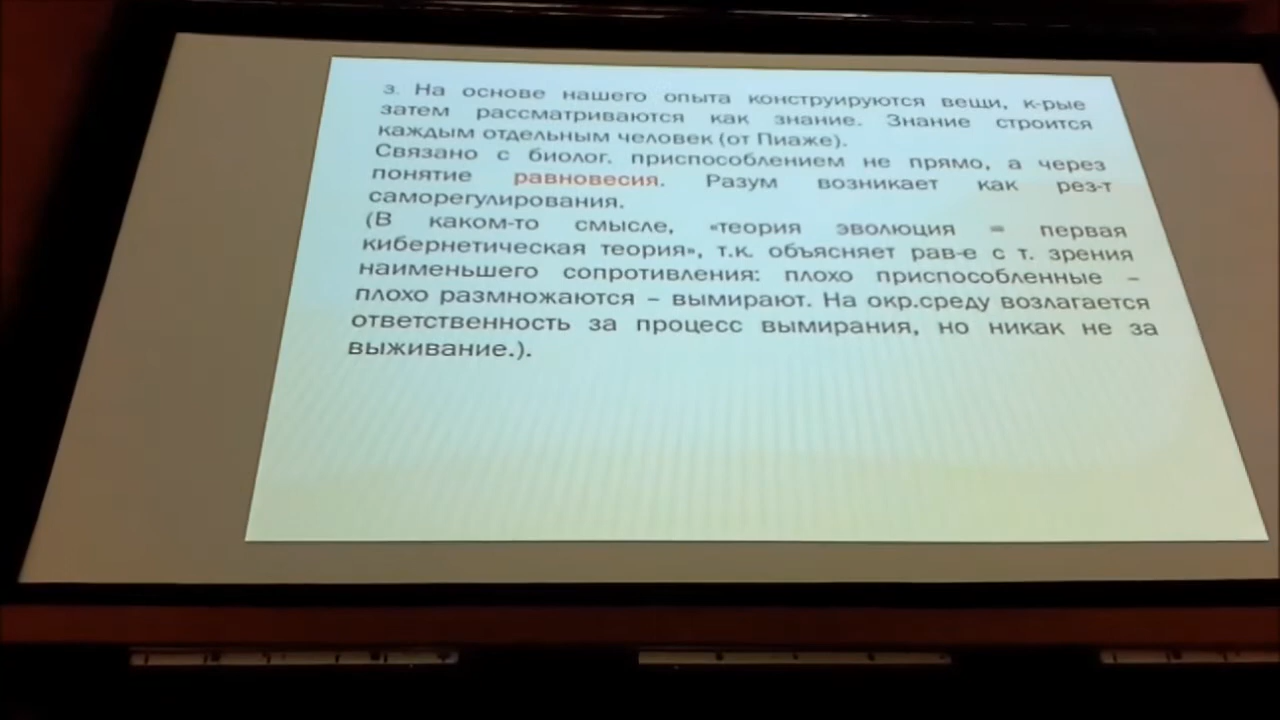 3. На основе нашего опыта конструируются вещи, к-рые
затем рассматриваются как знание. Знание строится
каждым отдельным человек (от Пиаже).
Связано с биолог. приспособлением не прямо, а через
понятие равновесия. Разум возникает как рез-т
саморегулирования.
(В каком-то смысле, «теория эволюция = первая
кибернетическая теория», т.к. объясняет рав-е с т. зрения
наименьшего сопротивления: плохо приспособленные –
плохо размножаются – вымирают. На окр.среду возлагается
ответственность за процесс вымирания, но никак не за
выживание.).